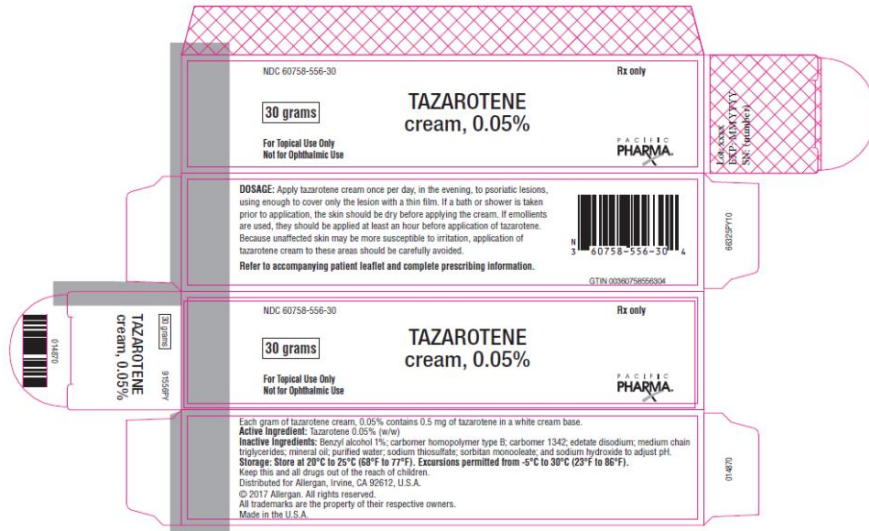 NDC 60758-556-30
Rx only
30 grams
TAZAROTENE
cream, 0.05%
For Topical Use Only
Not for Ophthalmic Use
PACIFIC
PHARMA®
Lot: xxxx
EXP: MMYYYY
SN: (number)
DOSAGE: Apply tazarotene cream once per day, in the evening, to psoriatic lesions,
using enough to cover only the lesion with a thin film. If a bath or shower is taken
prior to application, the skin should be dry before applying the cream. If emollients
are used, they should be applied at least an hour before application of tazarotene.
Because unaffected skin may be more susceptible to irritation, application of
tazarotene cream to these areas should be carefully avoided.
Refer to accompanying patient leaflet and complete prescribing information.
N
3 60758-556-30 4
GTIN 00360758556304
66325PY10
NDC 60758-556-30
Rx only
30 grams
TAZAROTENE
cream, 0.05%
For Topical Use Only
Not for Ophthalmic Use
PACIFIC
PHARMA®
014870
30 grams
TAZAROTENE
cream, 0.05%
91556PY
Each gram of tazarotene cream, 0.05% contains 0.5 mg of tazarotene in a white cream base.
Active Ingredient: Tazarotene 0.05% (w/w)
Inactive Ingredients: Benzyl alcohol 1%; carbomer homopolymer type B; carbomer 1342; edetate disodium; medium chain
triglycerides; mineral oil; purified water; sodium thiosulfate; sorbitan monooleate; and sodium hydroxide to adjust pH.
Storage: Store at 20°C to 25°C (68°F to 77°F). Excursions permitted from -5°C to 30°C (23°F to 86°F).
Keep this and all drugs out of the reach of children.
Distributed for Allergan, Irvine, CA 92612, U.S.A.
© 2017 Allergan. All rights reserved.
All trademarks are the property of their respective owners.
Made in the U.S.A.
014870